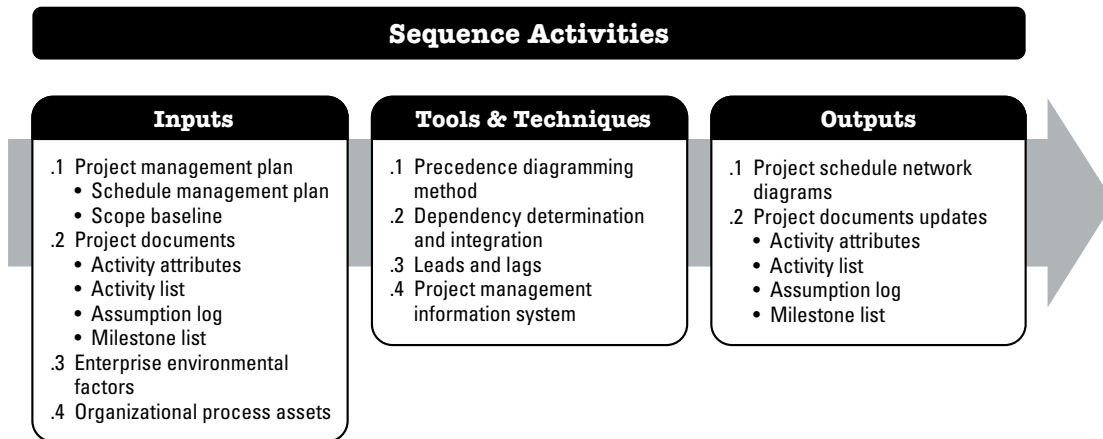 Sequence Activities
Inputs
.1 Project management plan
• Schedule management plan
• Scope baseline
.2 Project documents
• Activity attributes
• Activity list
• Assumption log
• Milestone list
.3 Enterprise environmental
factors
.4 Organizational process assets
Tools & Techniques
.1 Precedence diagramming
method
.2 Dependency determination
and integration
.3 Leads and lags
.4 Project management
information system
Outputs
.1 Project schedule network
diagrams
.2 Project documents updates
• Activity attributes
• Activity list
• Assumption log
• Milestone list